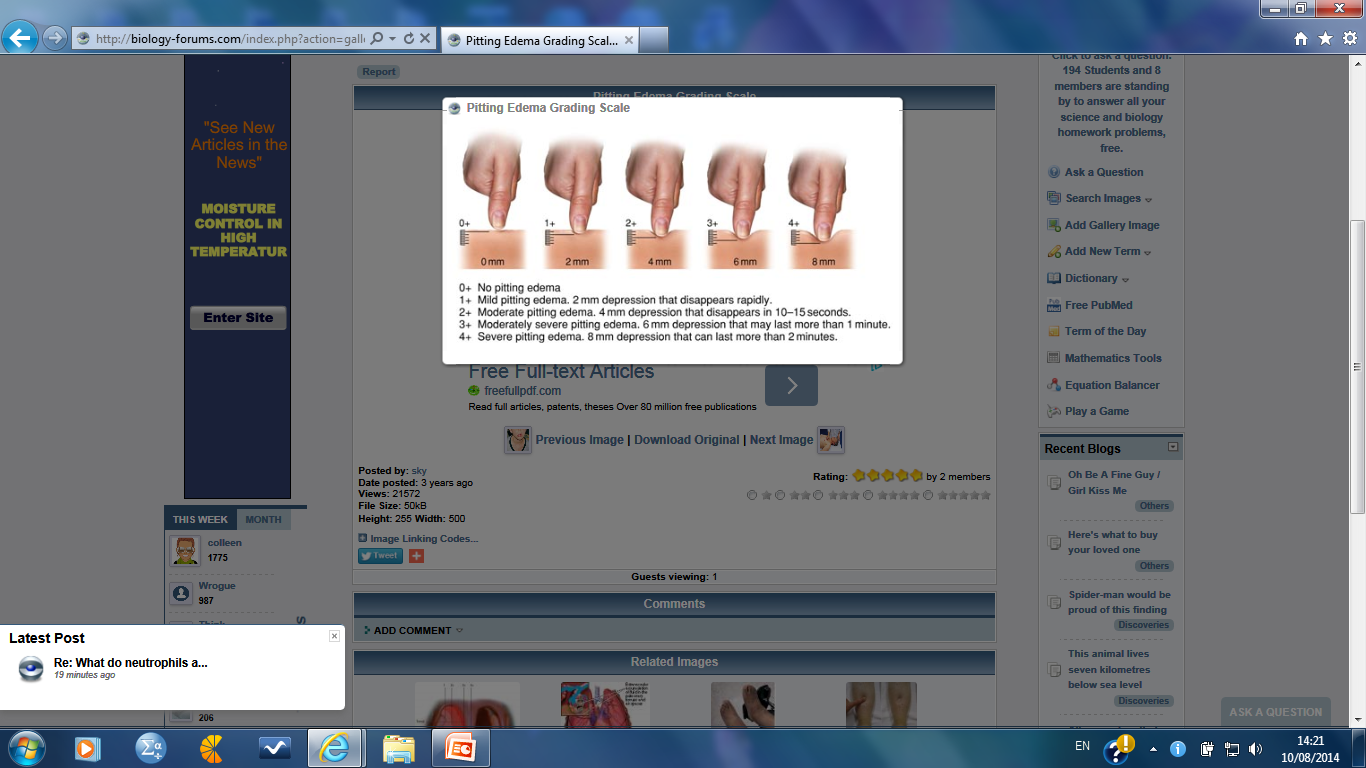 http://biology-forums.com/index.php?action=gall
Pitting Edema Grading Scal...
"See New
Articles in the
News"
MOISTURE
CONTROL IN
HIGH
TEMPERATUR
Enter Site
THIS WEEK MONTH
colleen
1775
Wrogue
987
206
Latest Post
Re: What do neutrophils a...
19 minutes ago
Report
Pitting Edema Grading Scale
Pitting Edema Grading Scale
0+ 1+ 2+ 3+ 4+
0 mm 2 mm 4 mm 6 mm 8 mm
0+ No pitting edema
1+ Mild pitting edema. 2 mm depression that disappears rapidly.
2+ Moderate pitting edema. 4 mm depression that disappears in 10–15 seconds.
3+ Moderately severe pitting edema. 6 mm depression that may last more than 1 minute.
4+ Severe pitting edema. 8 mm depression that can last more than 2 minutes.
Free Full-text Articles
freefullpdf.com
Read full articles, patents, theses Over 80 million free publications
Previous Image | Download Original | Next Image
Posted by: sky
Date posted: 3 years ago
Views: 21572
File Size: 50kB
Height: 255 Width: 500
Rating: by 2 members
Image Linking Codes...
Tweet
Guests viewing: 1
Comments
ADD COMMENT
Related Images
Click to ask a question.
194 Students and 8
members are standing
by to answer all your
science and biology
homework problems,
free.
Ask a Question
Search Images
Add Gallery Image
Add New Term
Dictionary
Free PubMed
Term of the Day
Mathematics Tools
Equation Balancer
Play a Game
Recent Blogs
Oh Be A Fine Guy /
Girl Kiss Me
Others
Here's what to buy
your loved one
Others
Spider-man would be
proud of this finding
Discoveries
This animal lives
seven kilometres
below sea level
Discoveries
ASK A QUESTION
EN
14:21
10/08/2014